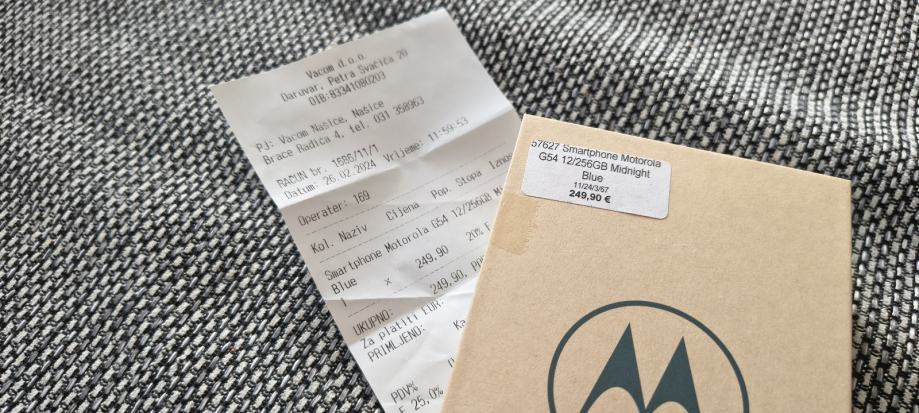 Vacom d.o.o.
Daruvar, Petra Svačića 20
OIB:83341080203
PJ: Vacom Našice, Našice
Brace Radića 4, tel. 031 358963
RAČUN br. 1686/11/1
Datum: 26.02.2024 Vrijeme: 11:59-53
Operater: 169
Kol. Naziv Cijena Pop. Stopa Iznos
Smartphone Motorola G54 12/256GB Mi
Blue
1 x 249,90 20%
UKUPNO: 249,90,
Za platiti EUR:
PRIMLJENO:
PDV%
25,0%
57627 Smartphone Motorola
G54 12/256GB Midnight
Blue
11/24/3/67
249,90 €